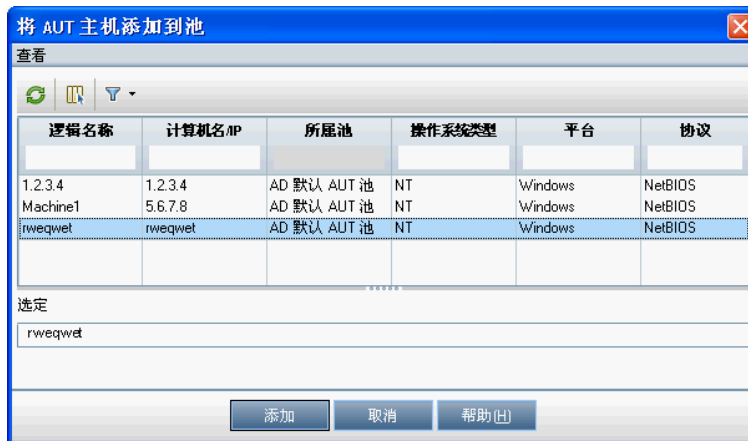 将 AUT 主机添加到池
查看
逻辑名称 计算机名/IP 所属池 操作系统类型 平台 协议
1.2.3.4 1.2.3.4 AD 默认 AUT 池 NT Windows NetBIOS
Machine1 5.6.7.8 AD 默认 AUT 池 NT Windows NetBIOS
rweqwet rweqwet AD 默认 AUT 池 NT Windows NetBIOS
选定
rweqwet
添加 取消 帮助(H)